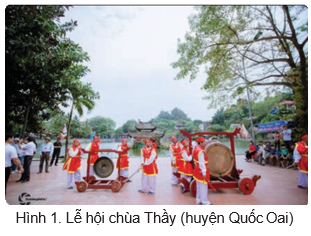 Hình 1. Lễ hội chùa Thầy (huyện Quốc Oai)